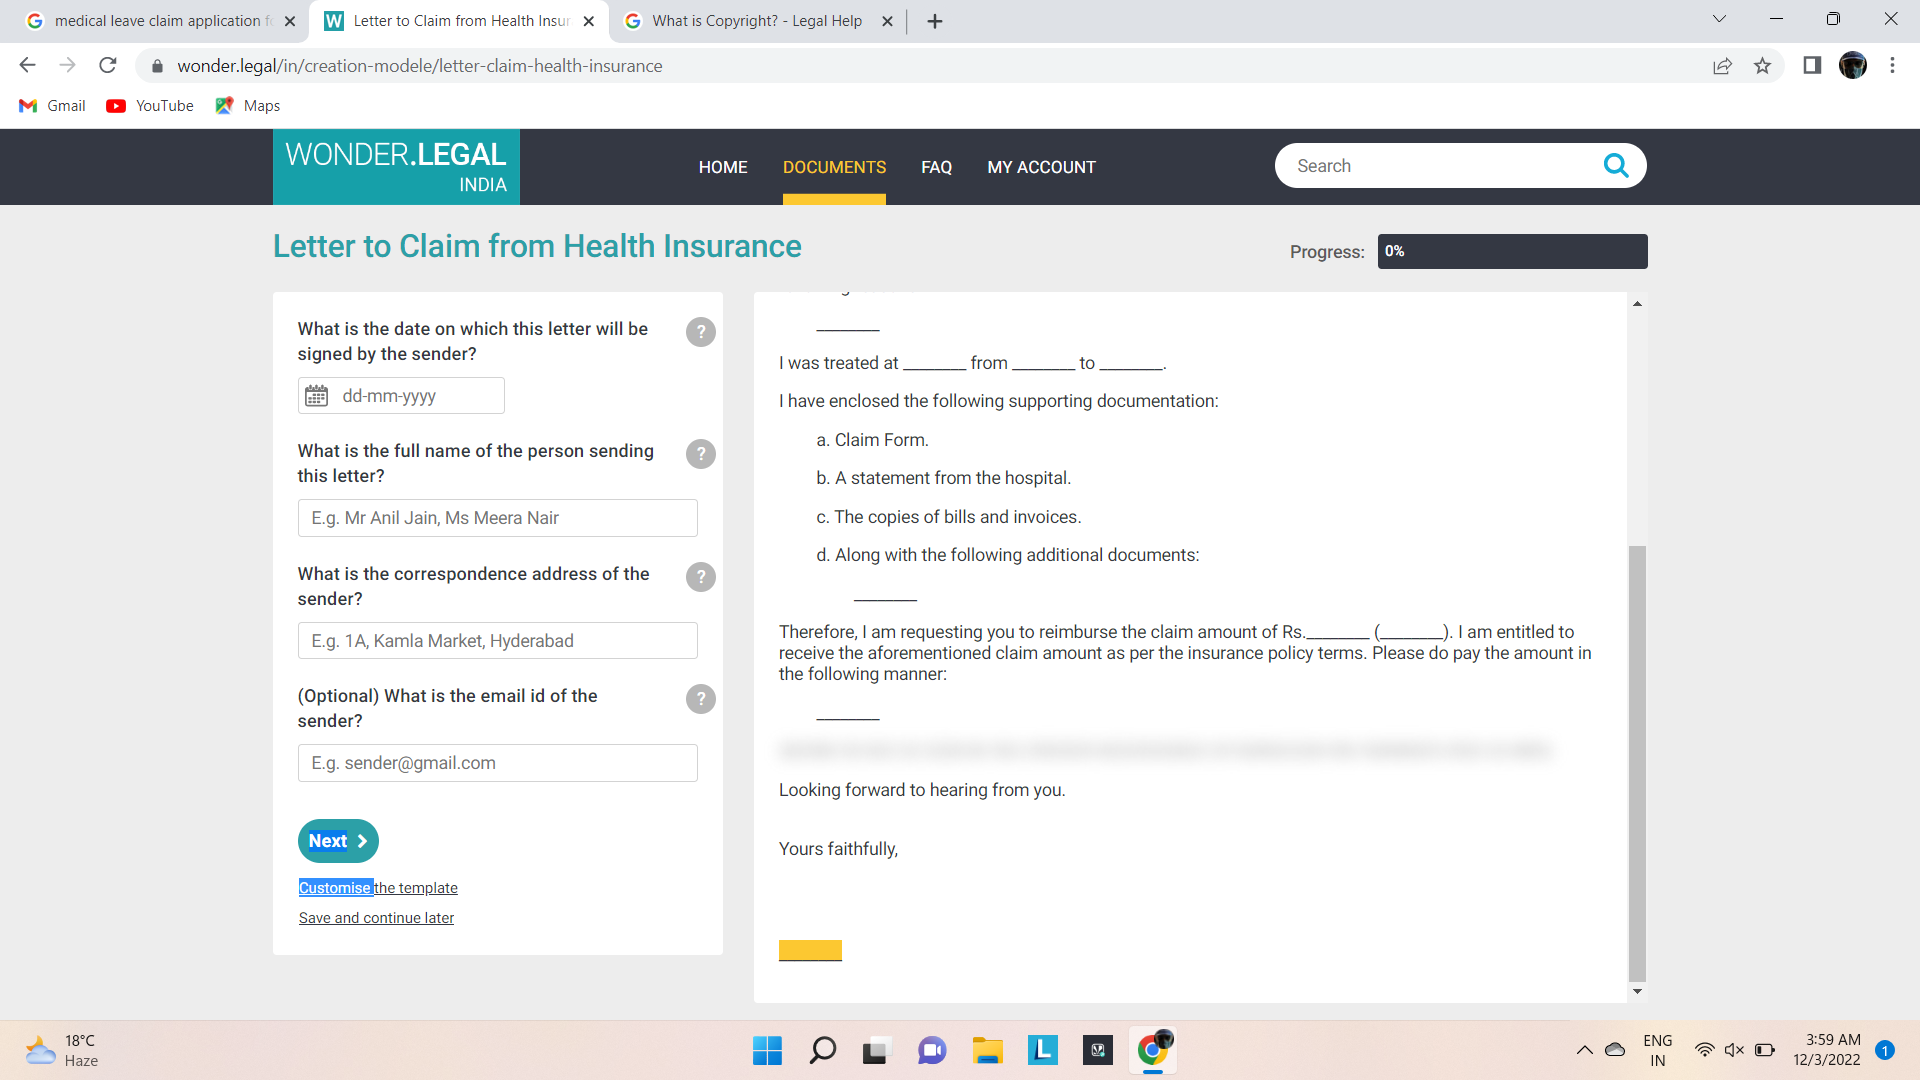 medical leave claim application fo
Letter to Claim from Health Insur
What is Copyright? - Legal Help
wonder.legal/in/creation-modele/letter-claim-health-insurance
Gmail
YouTube
Maps
WONDER.LEGAL
INDIA
HOME
DOCUMENTS
FAQ
MY ACCOUNT
Search
Letter to Claim from Health Insurance
Progress:
0%
What is the date on which this letter will be
signed by the sender?
?
dd-mm-yyyy
What is the full name of the person sending
this letter?
?
E.g. Mr Anil Jain, Ms Meera Nair
What is the correspondence address of the
sender?
?
E.g. 1A, Kamla Market, Hyderabad
(Optional) What is the email id of the
sender?
?
E.g. sender@gmail.com
Next
Customise the template
Save and continue later
________
I was treated at ________ from ________ to ________.
I have enclosed the following supporting documentation:
a. Claim Form.
b. A statement from the hospital.
c. The copies of bills and invoices.
d. Along with the following additional documents:
________
Therefore, I am requesting you to reimburse the claim amount of Rs.________ (________). I am entitled to
receive the aforementioned claim amount as per the insurance policy terms. Please do pay the amount in
the following manner:
________
Looking forward to hearing from you.
Yours faithfully,
________
18°C
Haze
ENG
IN
3:59 AM
12/3/2022
1